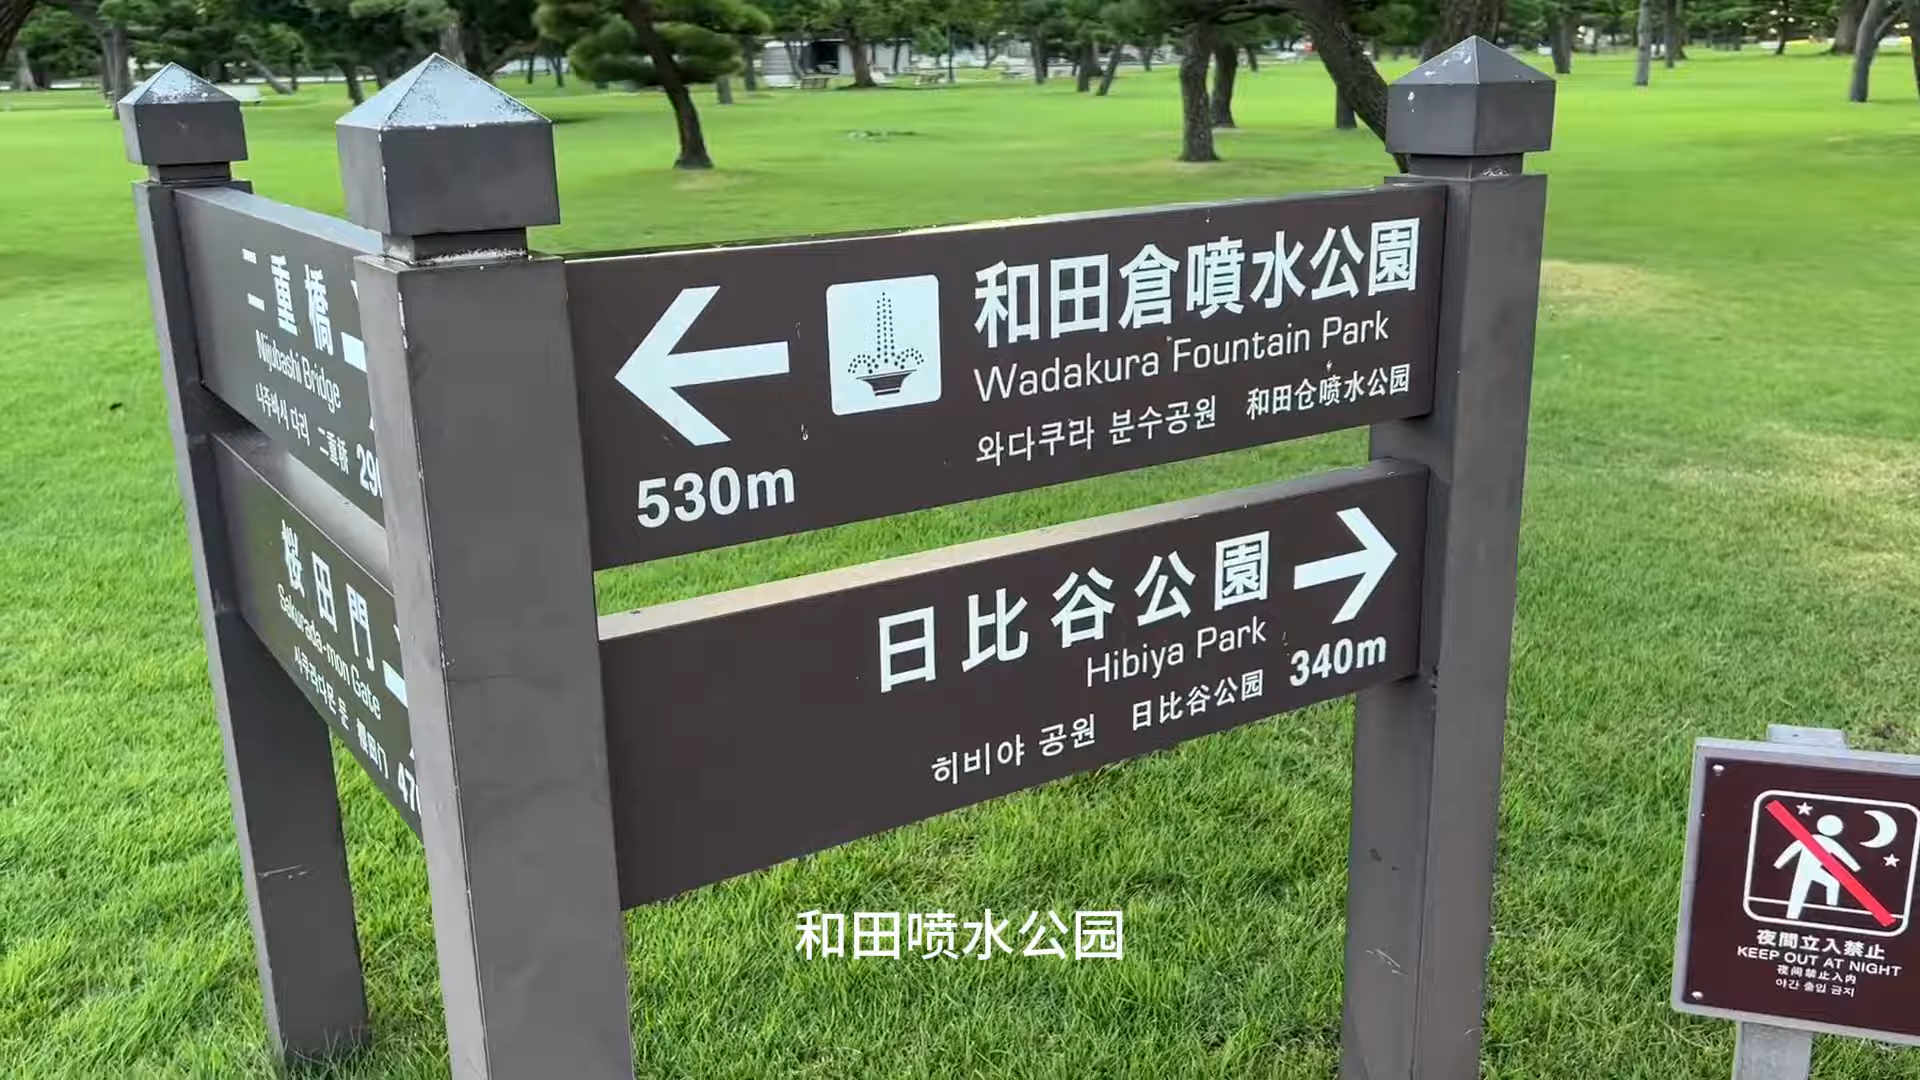 二重橋
Nijubashi Bridge
니주바시 다리 二重桥
桜田門
Sakurada-mon Gate
사쿠라다몬 문 樱田门
和田倉噴水公園
Wadakura Fountain Park
와다쿠라 분수공원 和田仓喷水公园
530m
日比谷公園
Hibiya Park
340m
히비야 공원 日比谷公园
夜間立入禁止
KEEP OUT AT NIGHT
夜间禁止入内
야간 출입 금지
和田喷水公园